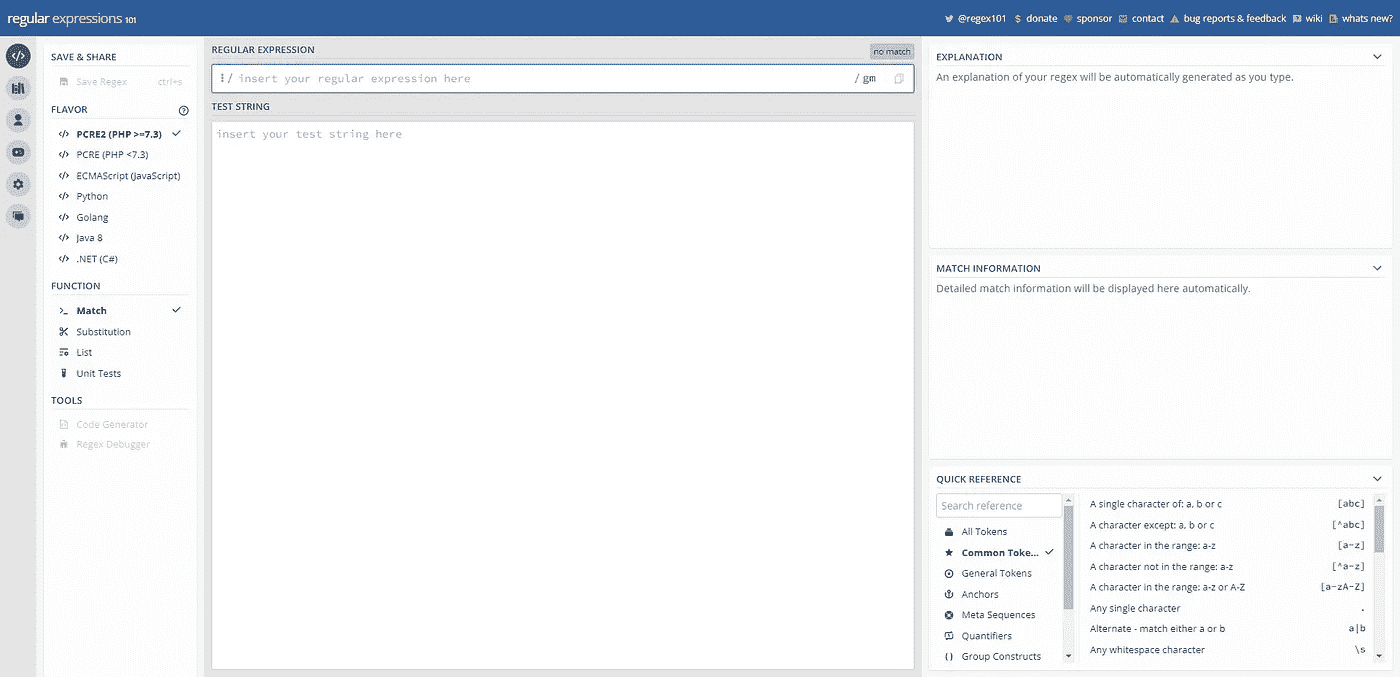 regular expressions 101
@regex101 $ donate sponsor contact bug reports & feedback wiki whats new?
SAVE & SHARE
Save Regex ctrl+s
FLAVOR
</> PCRE2 (PHP >=7.3)
</> PCRE (PHP <7.3)
</> ECMAScript (JavaScript)
</> Python
</> Golang
</> Java 8
</> .NET (C#)
FUNCTION
Match
Substitution
List
Unit Tests
TOOLS
Code Generator
Regex Debugger
REGULAR EXPRESSION
no match
/ insert your regular expression here / gm
TEST STRING
insert your test string here
EXPLANATION
An explanation of your regex will be automatically generated as you type.
MATCH INFORMATION
Detailed match information will be displayed here automatically.
QUICK REFERENCE
Search reference
All Tokens
Common Toke...
General Tokens
Anchors
Meta Sequences
Quantifiers
Group Constructs
A single character of: a, b or c [abc]
A character except: a, b or c [^abc]
A character in the range: a-z [a-z]
A character not in the range: a-z [^a-z]
A character in the range: a-z or A-Z [a-zA-Z]
Any single character .
Alternate - match either a or b a|b
Any whitespace character \s